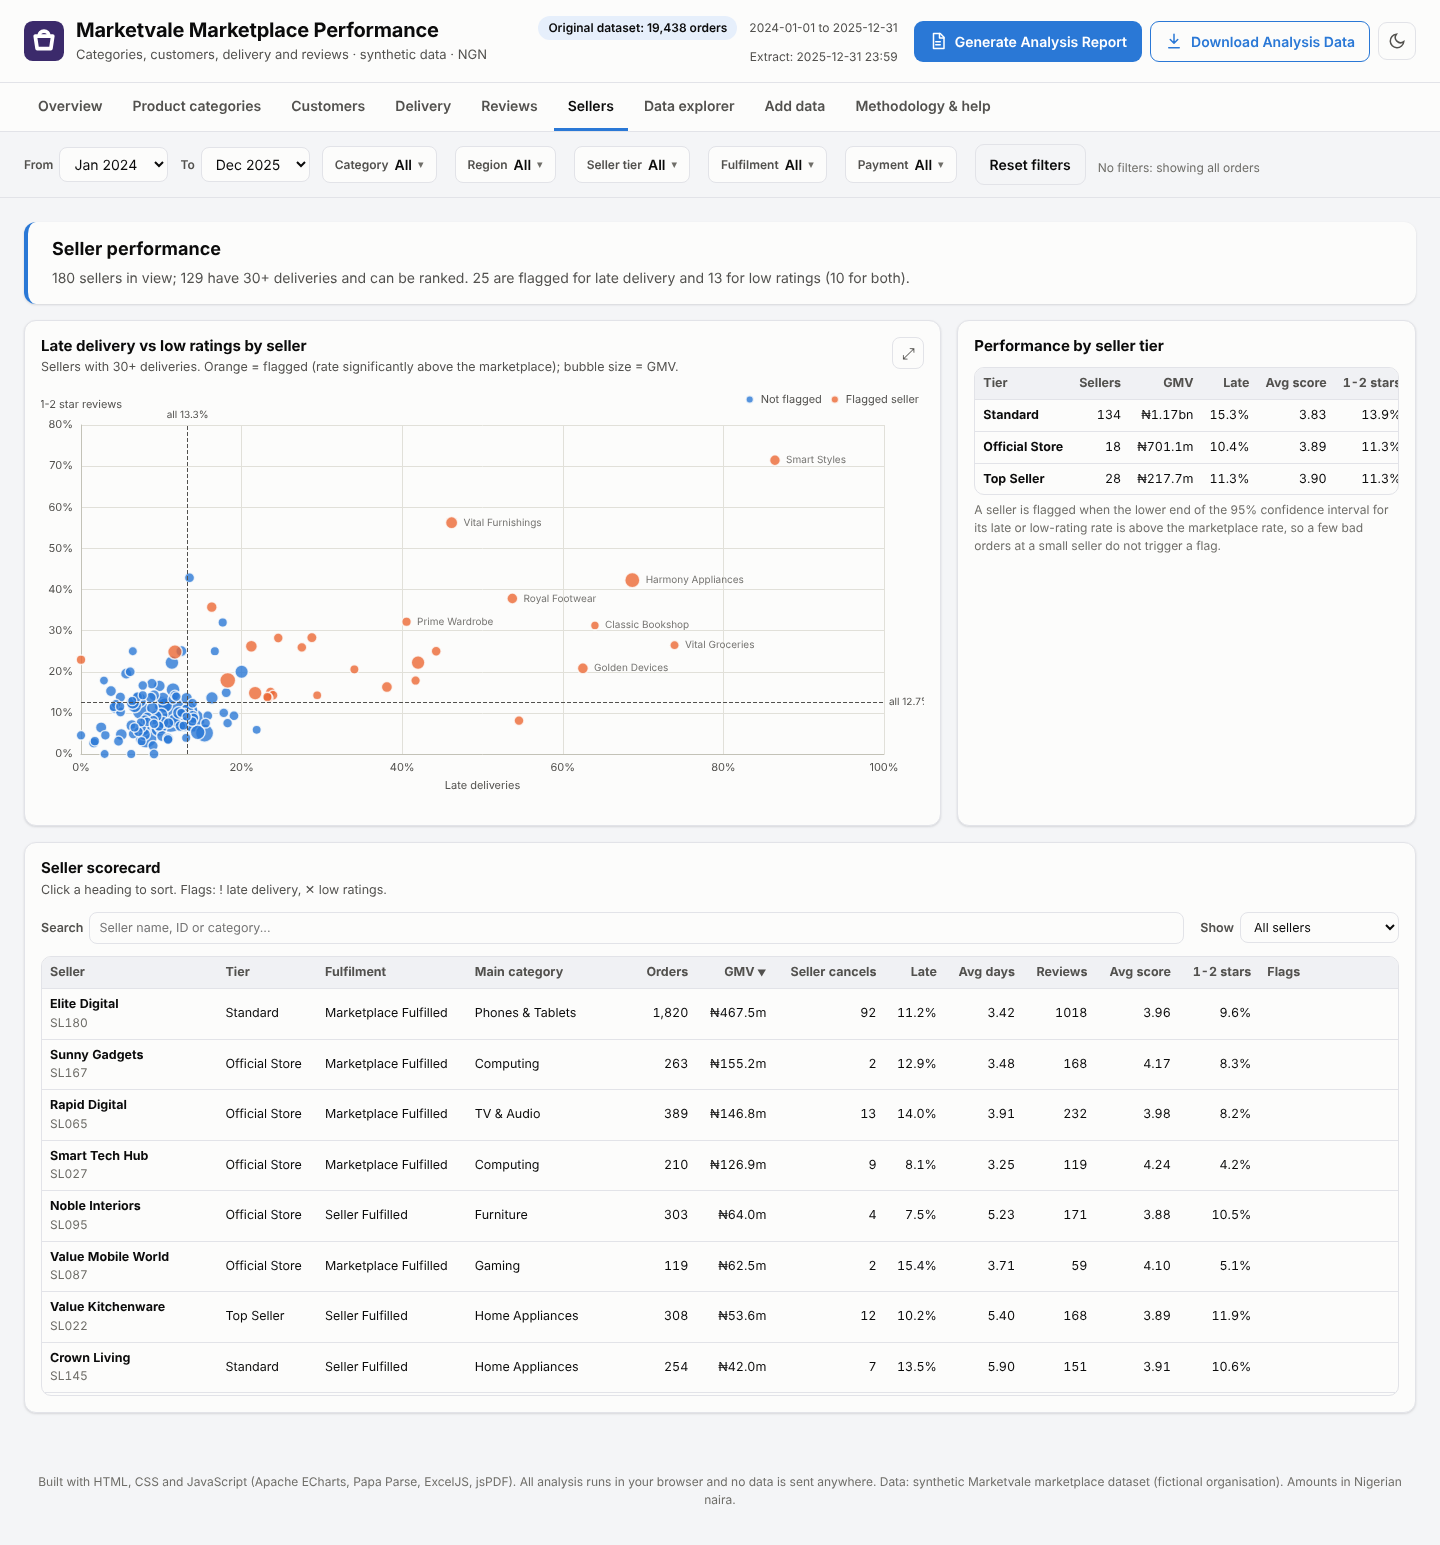 Marketvale Marketplace Performance
Categories, customers, delivery and reviews · synthetic data · NGN
Original dataset: 19,438 orders
2024-01-01 to 2025-12-31
Extract: 2025-12-31 23:59
Generate Analysis Report
Download Analysis Data
Overview Product categories Customers Delivery Reviews Sellers Data explorer Add data Methodology & help
From Jan 2024 To Dec 2025 Category All ▾ Region All ▾ Seller tier All ▾ Fulfilment All ▾ Payment All ▾ Reset filters No filters: showing all orders
Seller performance
180 sellers in view; 129 have 30+ deliveries and can be ranked. 25 are flagged for late delivery and 13 for low ratings (10 for both).
Late delivery vs low ratings by seller
Sellers with 30+ deliveries. Orange = flagged (rate significantly above the marketplace); bubble size = GMV.
Not flagged Flagged seller
1-2 star reviews
all 13.3%
80%
70%
60%
50%
40%
30%
20%
10%
0%
Smart Styles
Vital Furnishings
Harmony Appliances
Royal Footwear
Prime Wardrobe
Classic Bookshop
Vital Groceries
Golden Devices
all 12.7%
0% 20% 40% 60% 80% 100%
Late deliveries
Performance by seller tier
Tier Sellers GMV Late Avg score 1-2 stars
Standard 134 ₦1.17bn 15.3% 3.83 13.9%
Official Store 18 ₦701.1m 10.4% 3.89 11.3%
Top Seller 28 ₦217.7m 11.3% 3.90 11.3%
A seller is flagged when the lower end of the 95% confidence interval for
its late or low-rating rate is above the marketplace rate, so a few bad
orders at a small seller do not trigger a flag.
Seller scorecard
Click a heading to sort. Flags: ! late delivery, ✕ low ratings.
Search Seller name, ID or category... Show All sellers
Seller Tier Fulfilment Main category Orders GMV ▼ Seller cancels Late Avg days Reviews Avg score 1-2 stars Flags
Elite Digital
SL180
Standard Marketplace Fulfilled Phones & Tablets 1,820 ₦467.5m 92 11.2% 3.42 1018 3.96 9.6%
Sunny Gadgets
SL167
Official Store Marketplace Fulfilled Computing 263 ₦155.2m 2 12.9% 3.48 168 4.17 8.3%
Rapid Digital
SL065
Official Store Marketplace Fulfilled TV & Audio 389 ₦146.8m 13 14.0% 3.91 232 3.98 8.2%
Smart Tech Hub
SL027
Official Store Marketplace Fulfilled Computing 210 ₦126.9m 9 8.1% 3.25 119 4.24 4.2%
Noble Interiors
SL095
Official Store Seller Fulfilled Furniture 303 ₦64.0m 4 7.5% 5.23 171 3.88 10.5%
Value Mobile World
SL087
Official Store Marketplace Fulfilled Gaming 119 ₦62.5m 2 15.4% 3.71 59 4.10 5.1%
Value Kitchenware
SL022
Top Seller Seller Fulfilled Home Appliances 308 ₦53.6m 12 10.2% 5.40 168 3.89 11.9%
Crown Living
SL145
Standard Seller Fulfilled Home Appliances 254 ₦42.0m 7 13.5% 5.90 151 3.91 10.6%
Built with HTML, CSS and JavaScript (Apache ECharts, Papa Parse, ExcelJS, jsPDF). All analysis runs in your browser and no data is sent anywhere. Data: synthetic Marketvale marketplace dataset (fictional organisation). Amounts in Nigerian
naira.